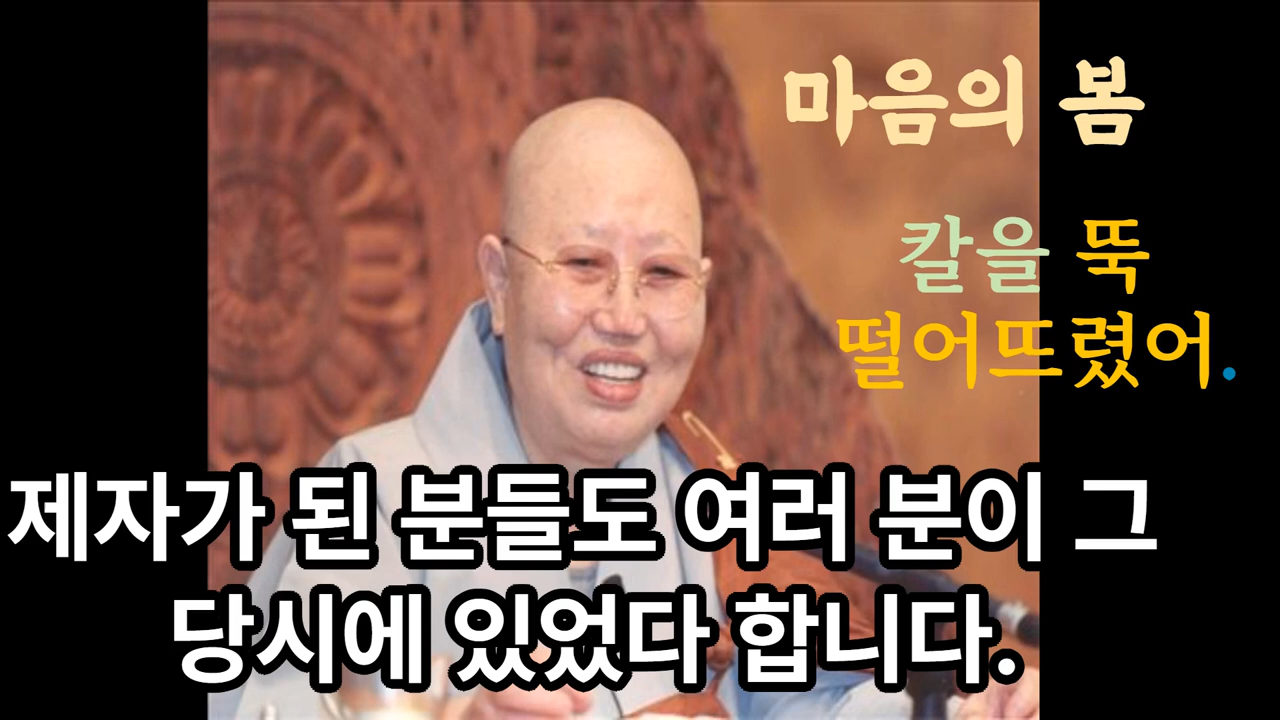 마음의 봄
칼을 뚝
떨어뜨렸어.
제자가 된 분들도 여러 분이 그
당시에 있었다 합니다.